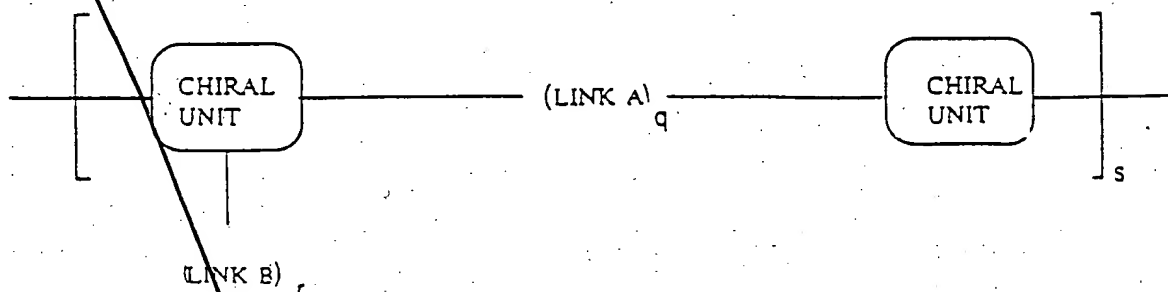 CHIRAL UNIT
(LINK A) q
CHIRAL UNIT
s
(LINK B) r